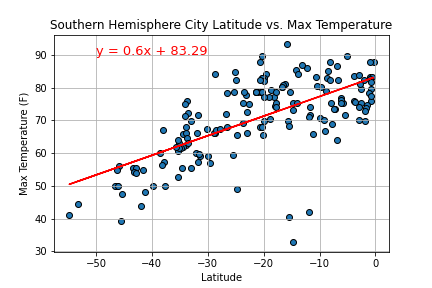 Southern Hemisphere City Latitude vs. Max Temperature
y = 0.6x + 83.29
Max Temperature (F)
90
80
70
60
50
40
30
−50 −40 −30 −20 −10 0
Latitude